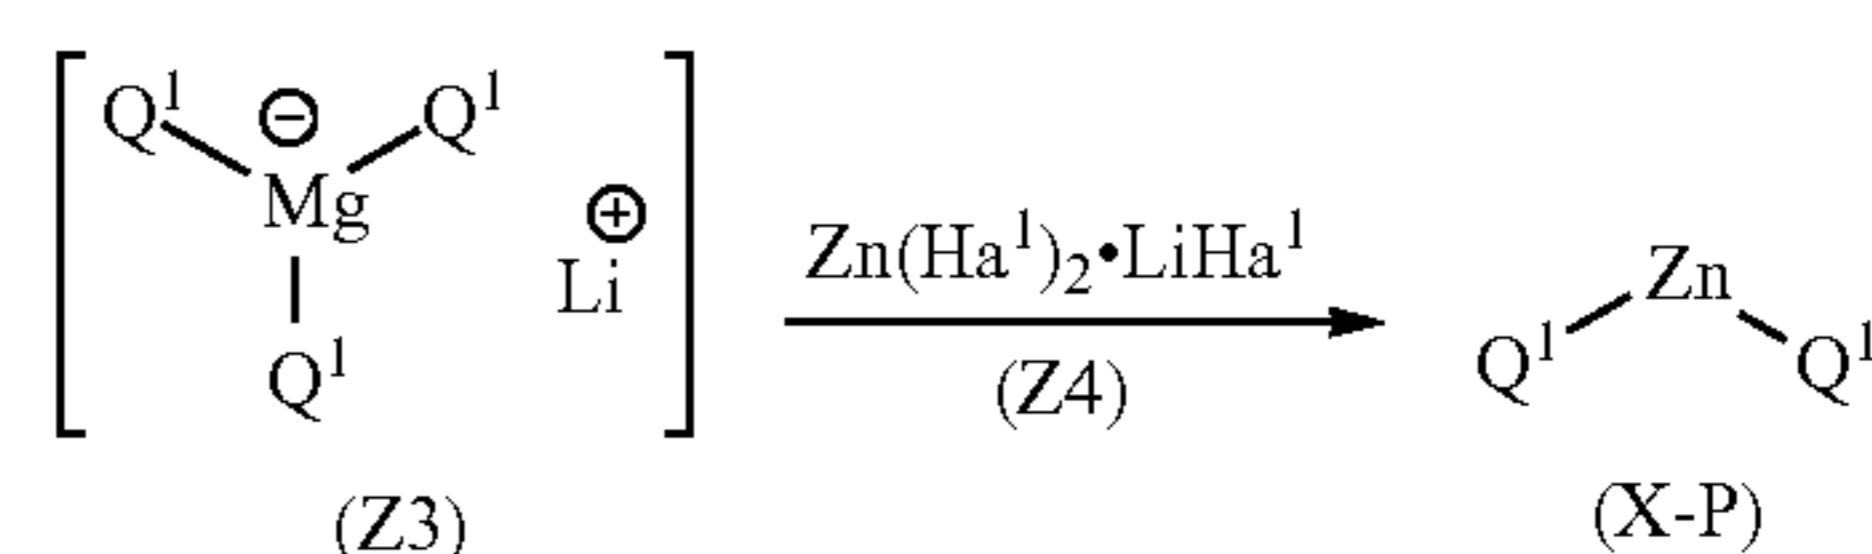 Q¹ ⊖ Q¹
Mg
⊕
Li
Q¹
(Z3)
Zn(Ha¹)₂•LiHa¹
(Z4)
Zn
Q¹ Q¹
(X-P)